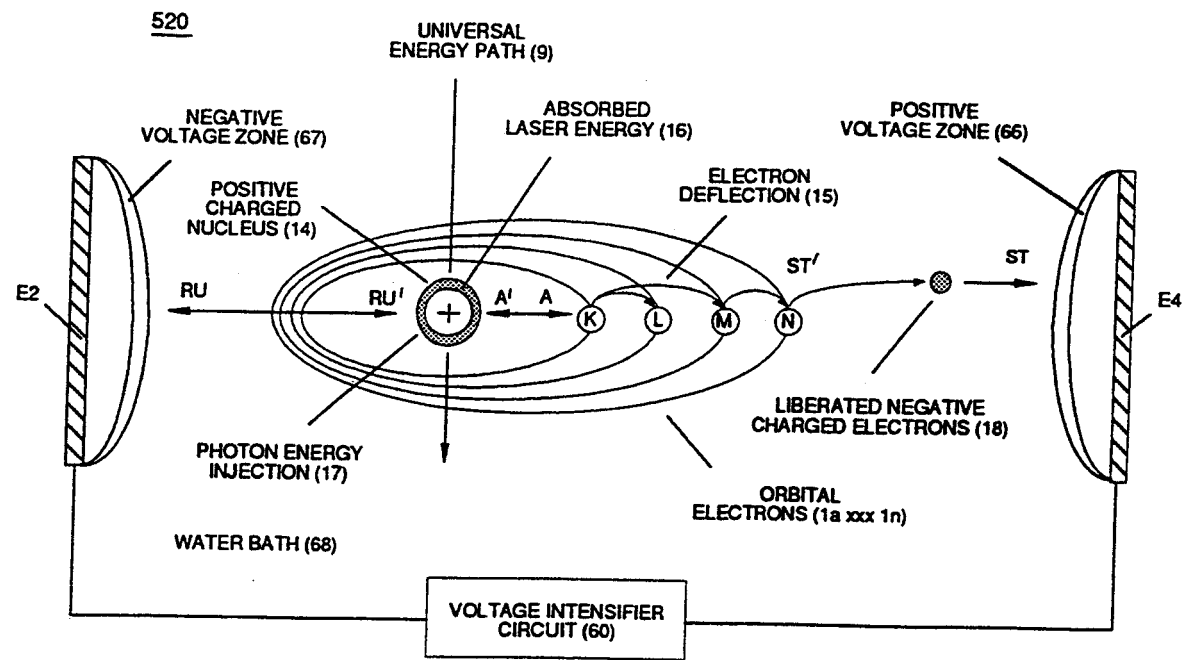 520
UNIVERSAL
ENERGY PATH (9)
NEGATIVE
VOLTAGE ZONE (67)
ABSORBED
LASER ENERGY (16)
POSITIVE
VOLTAGE ZONE (66)
POSITIVE
CHARGED
NUCLEUS (14)
ELECTRON
DEFLECTION (15)
E2
RU
RU'
+
A'
A
K
L
M
N
ST'
ST
E4
PHOTON ENERGY
INJECTION (17)
LIBERATED NEGATIVE
CHARGED ELECTRONS (18)
ORBITAL
ELECTRONS (1a xxx 1n)
WATER BATH (68)
VOLTAGE INTENSIFIER
CIRCUIT (60)